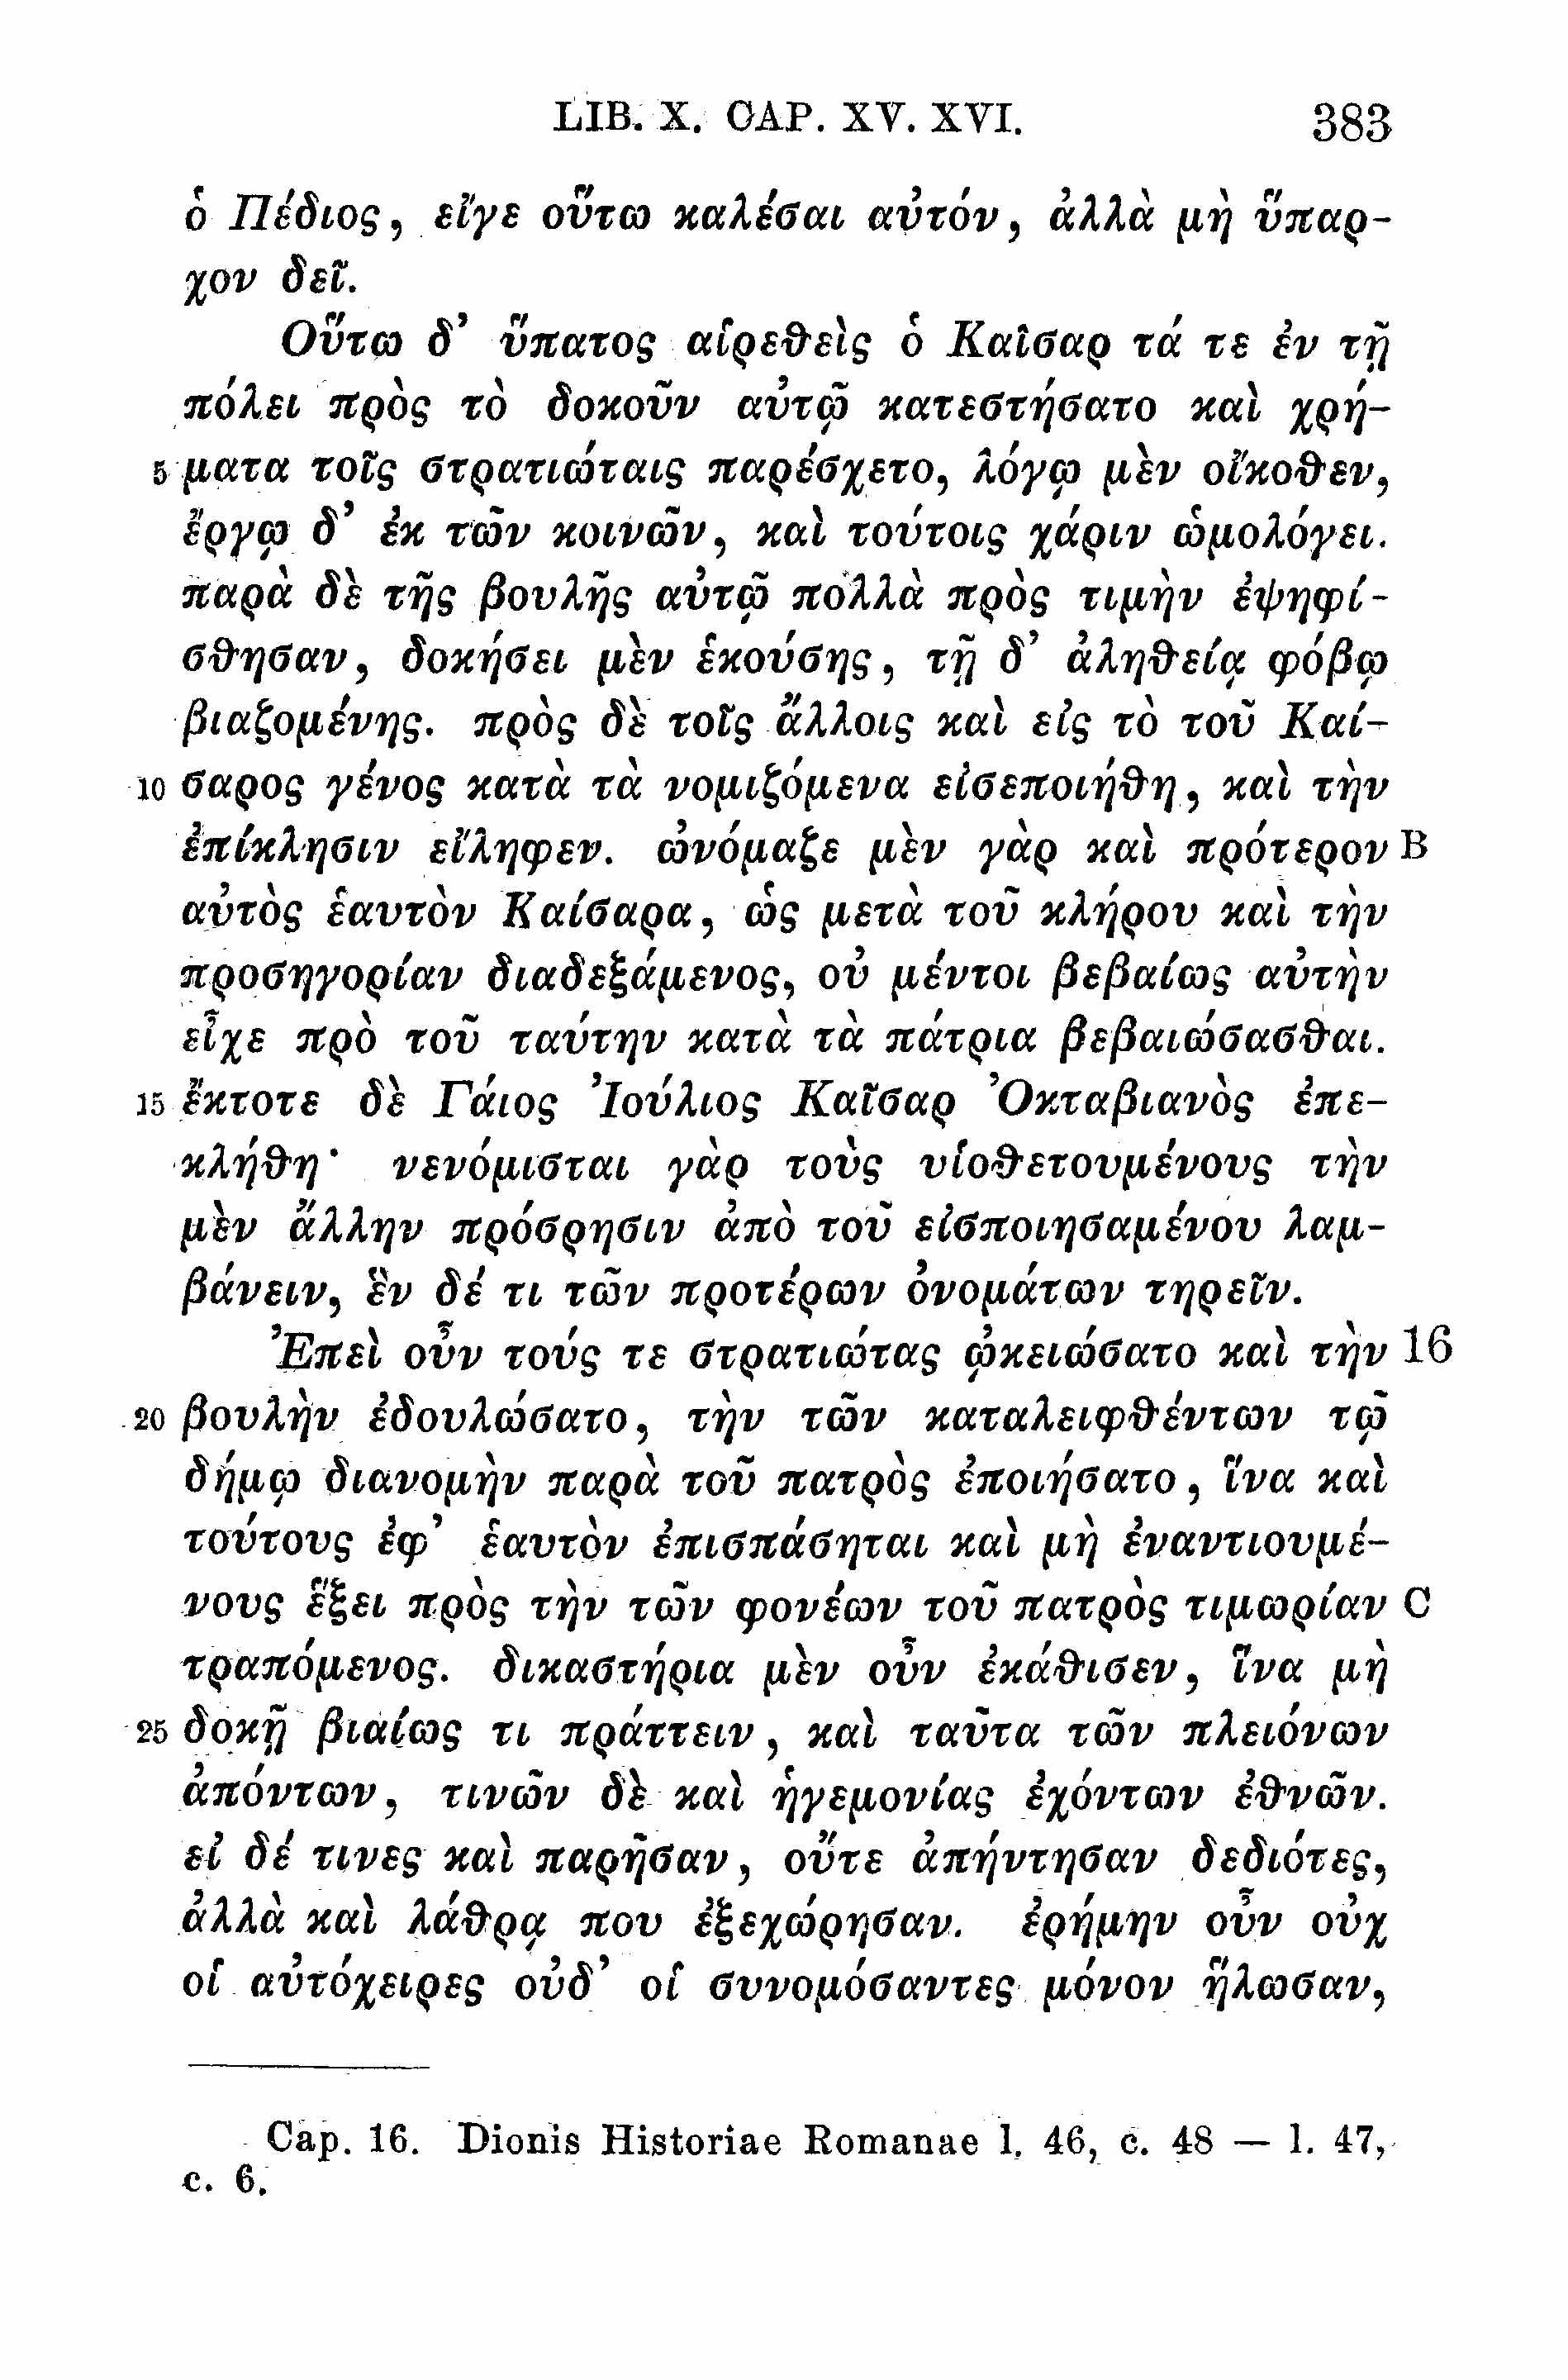 LIB. X. CAP. XV. XVI. 383
ὁ Πέδιος, εἴγε οὕτω καλέσαι αὐτόν, ἀλλὰ μὴ ὕπαρ-
χον δεῖ.
Οὕτω δ’ ὕπατος αἱρεθεὶς ὁ Καῖσαρ τά τε ἐν τῇ
πόλει πρὸς τὸ δοκοῦν αὐτῷ κατεστήσατο καὶ χρή-
5 ματα τοῖς στρατιώταις παρέσχετο, λόγῳ μὲν οἴκοθεν,
ἔργῳ δ’ ἐκ τῶν κοινῶν, καὶ τούτοις χάριν ὡμολόγει.
παρὰ δὲ τῆς βουλῆς αὐτῷ πολλὰ πρὸς τιμὴν ἐψηφί-
σθησαν, δοκήσει μὲν ἑκούσης, τῇ δ’ ἀληθείᾳ φόβῳ
βιαζομένης. πρὸς δὲ τοῖς ἄλλοις καὶ εἰς τὸ τοῦ Καί-
10 σαρος γένος κατὰ τὰ νομιζόμενα εἰσεποιήθη, καὶ τὴν
ἐπίκλησιν εἴληφεν. ὠνόμαζε μὲν γὰρ καὶ πρότερον B
αὐτὸς ἑαυτὸν Καίσαρα, ὡς μετὰ τοῦ κλήρου καὶ τὴν
προσηγορίαν διαδεξάμενος, οὐ μέντοι βεβαίως αὐτὴν
εἶχε πρὸ τοῦ ταύτην κατὰ τὰ πάτρια βεβαιώσασθαι.
15 ἔκτοτε δὲ Γάιος Ἰούλιος Καῖσαρ Ὀκταβιανὸς ἐπε-
κλήθη· νενόμισται γὰρ τοὺς υἱοθετουμένους τὴν
μὲν ἄλλην πρόσρησιν ἀπὸ τοῦ εἰσποιησαμένου λαμ-
βάνειν, ἓν δέ τι τῶν προτέρων ὀνομάτων τηρεῖν.
Ἐπεὶ οὖν τούς τε στρατιώτας ᾠκειώσατο καὶ τὴν 16
20 βουλὴν ἐδουλώσατο, τὴν τῶν καταλειφθέντων τῷ
δήμῳ διανομὴν παρὰ τοῦ πατρὸς ἐποιήσατο, ἵνα καὶ
τούτους ἐφ’ ἑαυτὸν ἐπισπάσηται καὶ μὴ ἐναντιουμέ-
νους ἕξει πρὸς τὴν τῶν φονέων τοῦ πατρὸς τιμωρίαν C
τραπόμενος. δικαστήρια μὲν οὖν ἐκάθισεν, ἵνα μὴ
25 δοκῇ βιαίως τι πράττειν, καὶ ταῦτα τῶν πλειόνων
ἀπόντων, τινῶν δὲ καὶ ἡγεμονίας ἐχόντων ἐθνῶν.
εἰ δέ τινες καὶ παρῆσαν, οὔτε ἀπήντησαν δεδιότες,
ἀλλὰ καὶ λάθρᾳ που ἐξεχώρησαν. ἐρήμην οὖν οὐχ
οἱ αὐτόχειρες οὐδ’ οἱ συνομόσαντες μόνον ἥλωσαν,
Cap. 16. Dionis Historiae Romanae l. 46, c. 48 — l. 47,
c. 6.